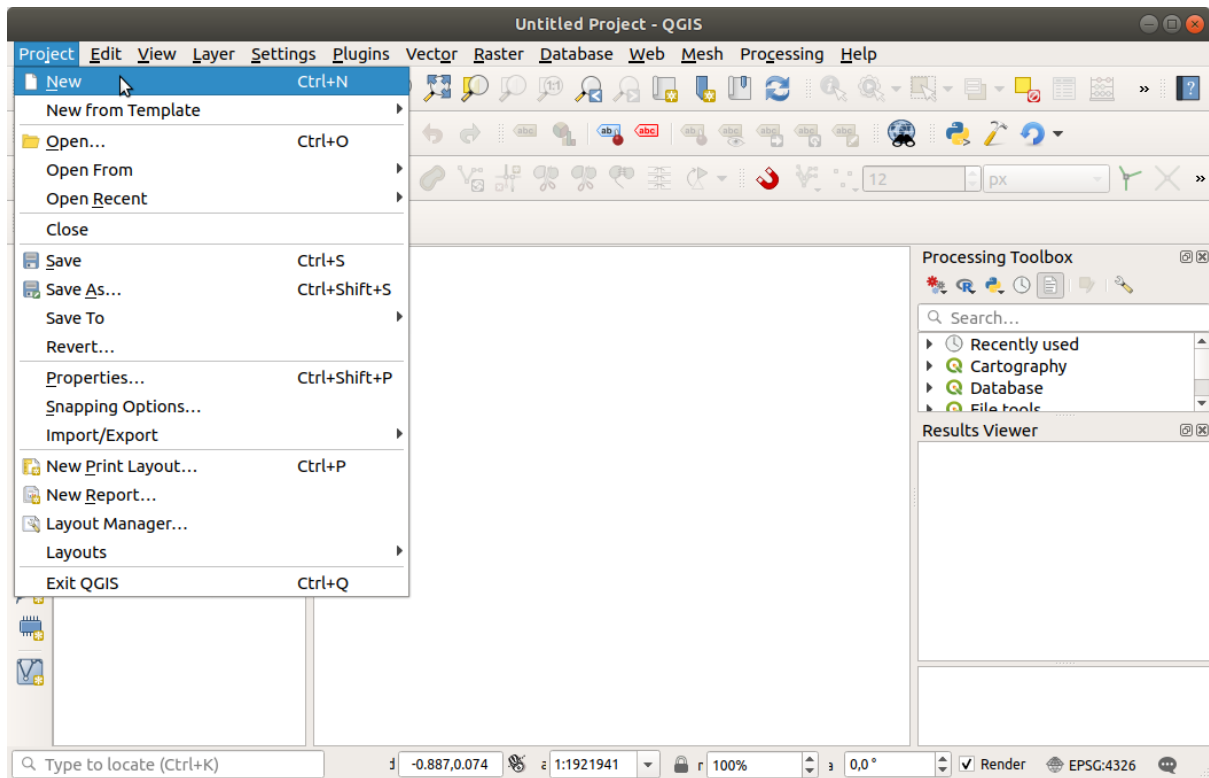 Untitled Project - QGIS
Project Edit View Layer Settings Plugins Vector Raster Database Web Mesh Processing Help
New Ctrl+N
New from Template
Open... Ctrl+O
Open From
Open Recent
Close
Save Ctrl+S
Save As... Ctrl+Shift+S
Save To
Revert...
Properties... Ctrl+Shift+P
Snapping Options...
Import/Export
New Print Layout... Ctrl+P
New Report...
Layout Manager...
Layouts
Exit QGIS Ctrl+Q
12 px
Processing Toolbox
Search...
Recently used
Cartography
Database
File tools
Results Viewer
Type to locate (Ctrl+K) -0.887,0.074 1:1921941 100% 0,0 ° Render EPSG:4326